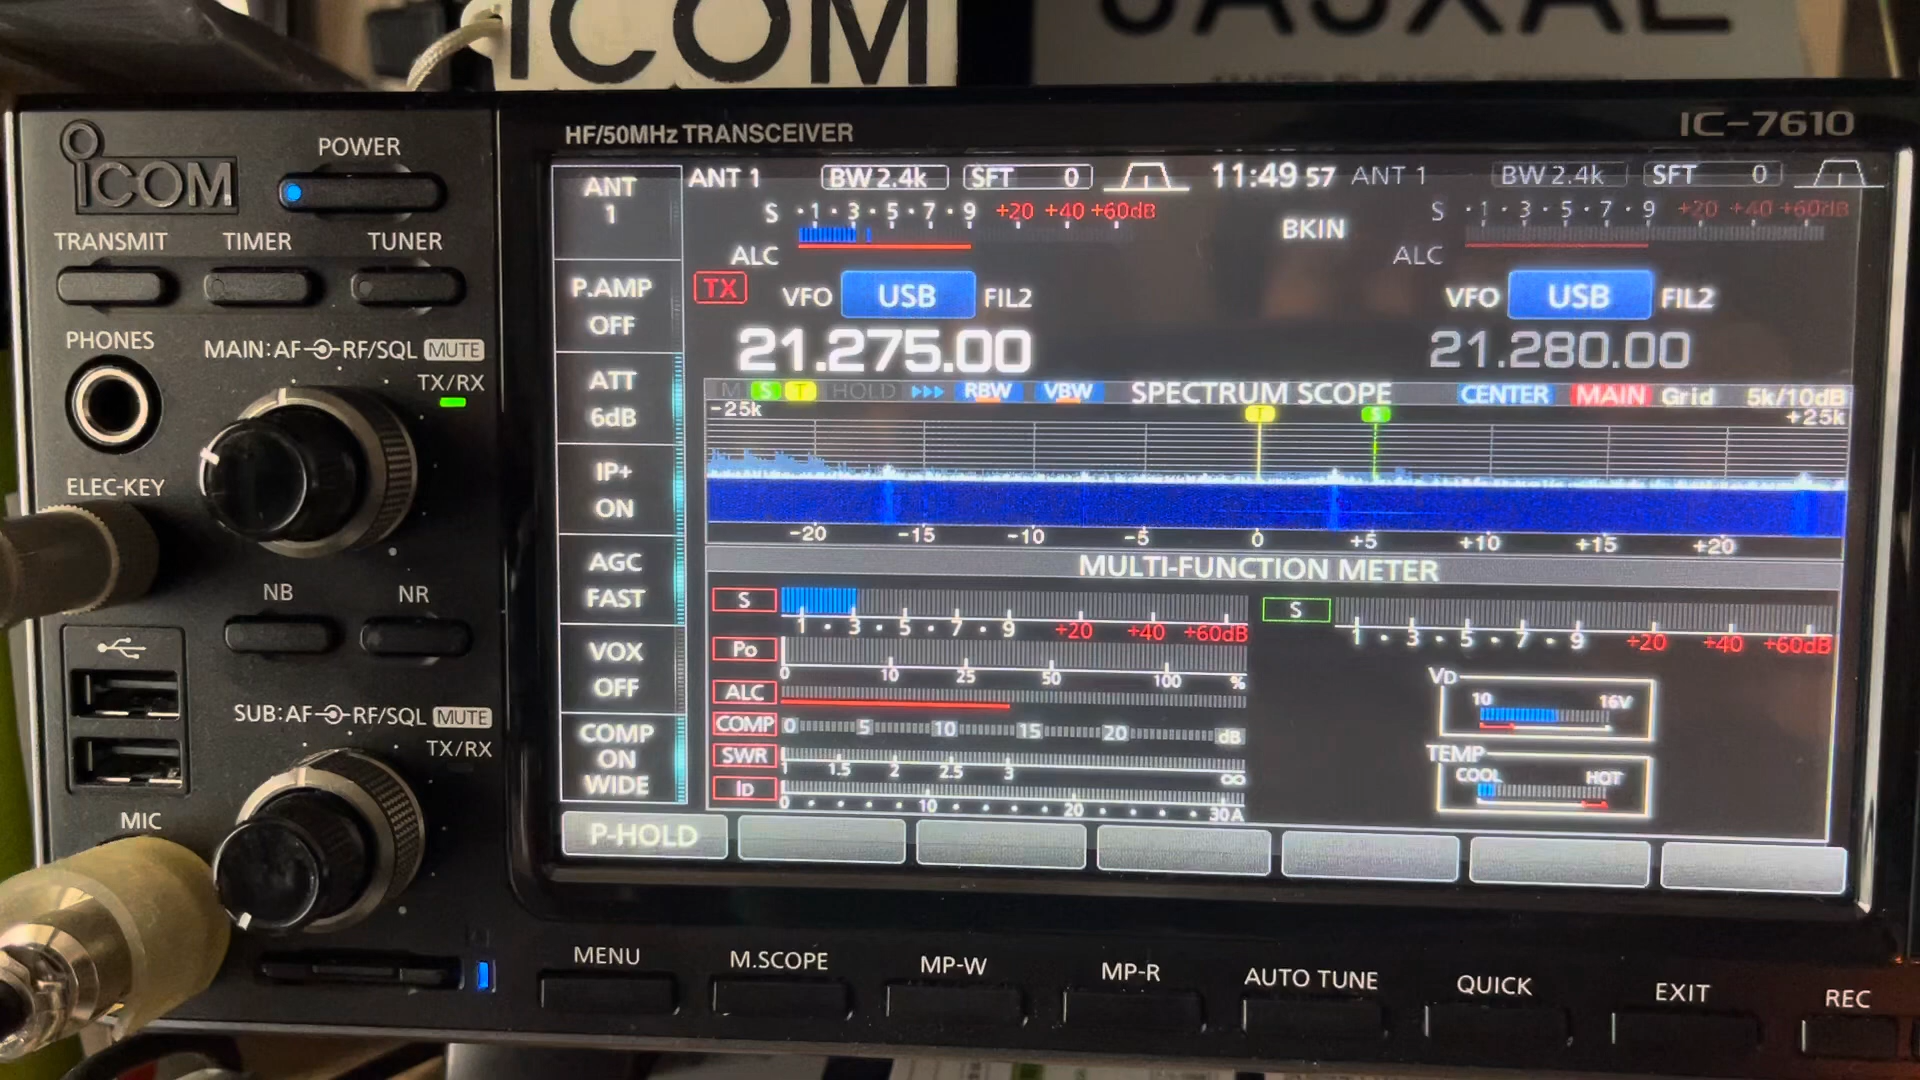 iCOM
JA3XAE
HF/50MHz TRANSCEIVER
IC-7610
iCOM
POWER
TRANSMIT TIMER TUNER
PHONES
MAIN:AF RF/SQL MUTE
TX/RX
ELEC-KEY
NB NR
SUB:AF RF/SQL MUTE
TX/RX
MIC
ANT
1
P.AMP
OFF
ATT
6dB
IP+
ON
AGC
FAST
VOX
OFF
COMP
ON
WIDE
ANT 1 BW 2.4k SFT 0 11:49 57 ANT 1 BW 2.4k SFT 0
S ·1·3·5·7·9 +20 +40 +60dB
BKIN
S ·1·3·5·7·9 +20 +40 +60dB
ALC
ALC
TX VFO USB FIL2
VFO USB FIL2
21.275.00
21.280.00
M S T HOLD RBW VBW SPECTRUM SCOPE CENTER MAIN Grid 5k/10dB
-25k T S +25k
-20 -15 -10 -5 0 +5 +10 +15 +20
MULTI-FUNCTION METER
S
1 · 3 · 5 · 7 · 9 +20 +40 +60dB
Po
0 10 25 50 100 %
ALC
COMP 0 5 10 15 20 dB
SWR
1 1.5 2 2.5 3 ∞
ID
0 10 20 30A
S
1 · 3 · 5 · 7 · 9 +20 +40 +60dB
VD
10 16V
TEMP
COOL HOT
P-HOLD
MENU M.SCOPE MP-W MP-R AUTO TUNE QUICK EXIT REC